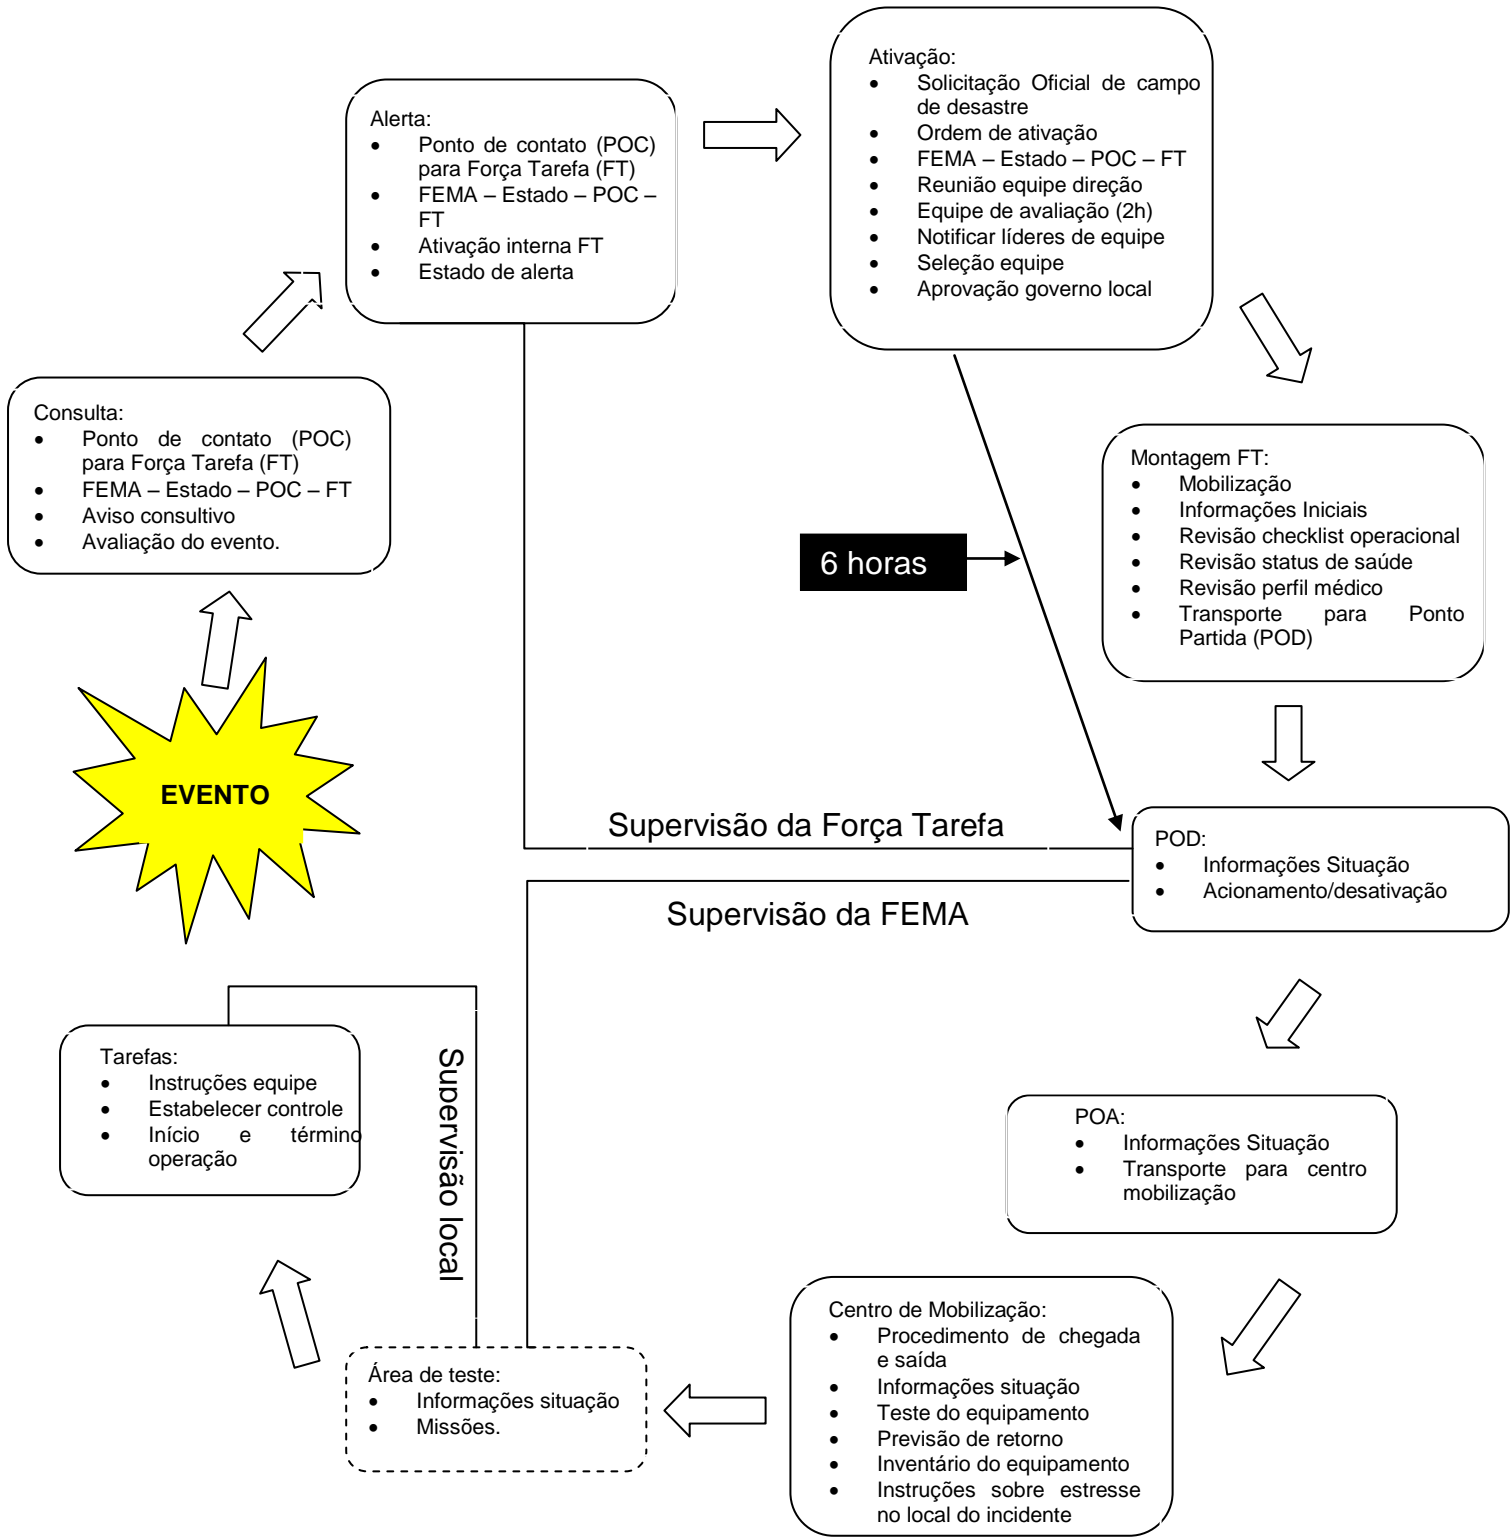 Ativação:
• Solicitação Oficial de campo
de desastre
• Ordem de ativação
• FEMA – Estado – POC – FT
• Reunião equipe direção
• Equipe de avaliação (2h)
• Notificar líderes de equipe
• Seleção equipe
• Aprovação governo local
Alerta:
• Ponto de contato (POC)
para Força Tarefa (FT)
• FEMA – Estado – POC –
FT
• Ativação interna FT
• Estado de alerta
Consulta:
• Ponto de contato (POC)
para Força Tarefa (FT)
• FEMA – Estado – POC – FT
• Aviso consultivo
• Avaliação do evento.
Montagem FT:
• Mobilização
• Informações Iniciais
• Revisão checklist operacional
• Revisão status de saúde
• Revisão perfil médico
• Transporte para Ponto
Partida (POD)
6 horas
EVENTO
Supervisão da Força Tarefa
Supervisão da FEMA
POD:
• Informações Situação
• Acionamento/desativação
Tarefas:
• Instruções equipe
• Estabelecer controle
• Início e término
operação
Supervisão local
POA:
• Informações Situação
• Transporte para centro
mobilização
Centro de Mobilização:
• Procedimento de chegada
e saída
• Informações situação
• Teste do equipamento
• Previsão de retorno
• Inventário do equipamento
• Instruções sobre estresse
no local do incidente
Área de teste:
• Informações situação
• Missões.